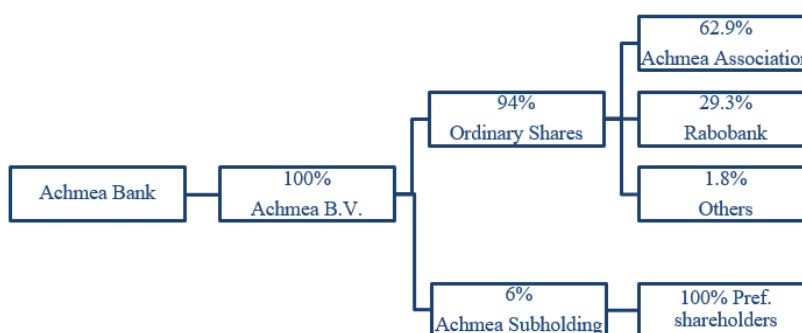 62.9%
Achmea Association
94%
Ordinary Shares
29.3%
Rabobank
Achmea Bank
100%
Achmea B.V.
1.8%
Others
6%
Achmea Subholding
100% Pref.
shareholders